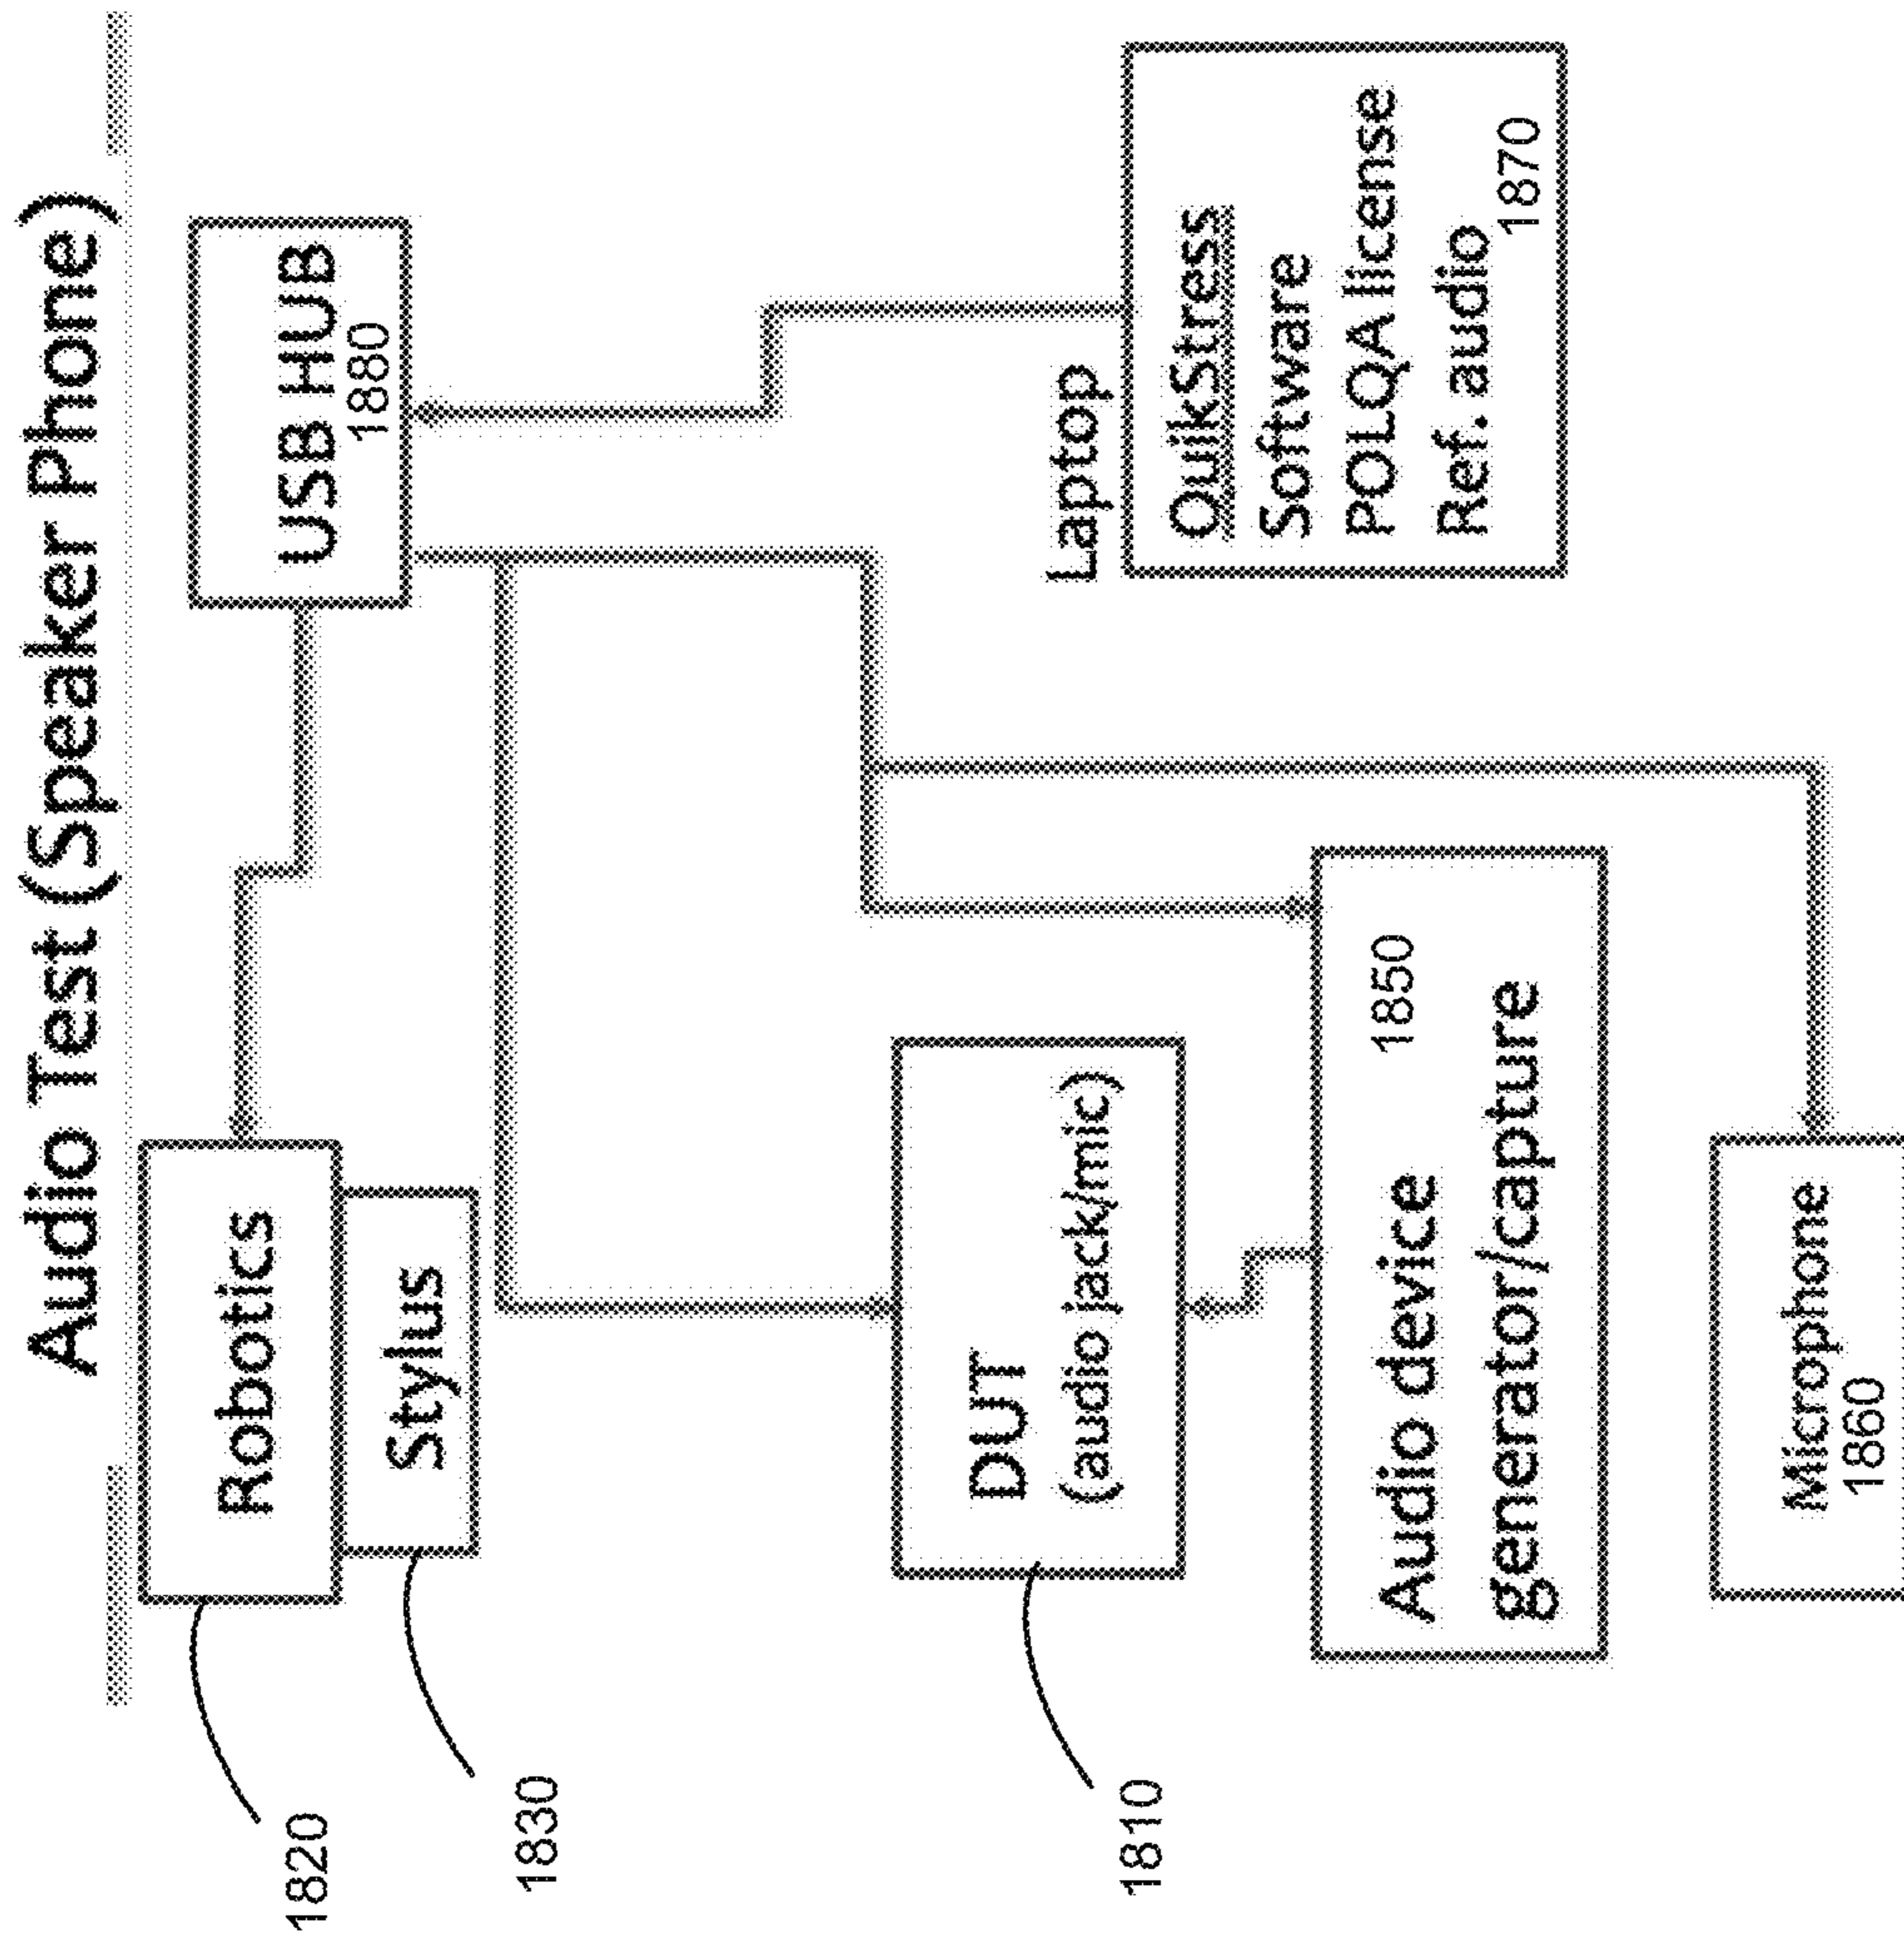 Audio Test (Speaker Phone)
Robotics
1820
Stylus
1830
USB HUB
1880
DUT
(audio jack/mic)
1810
Laptop
QuikStress
Software
POLQA license
Ref. audio
1870
Audio device
1850
generator/capture
Microphone
1860